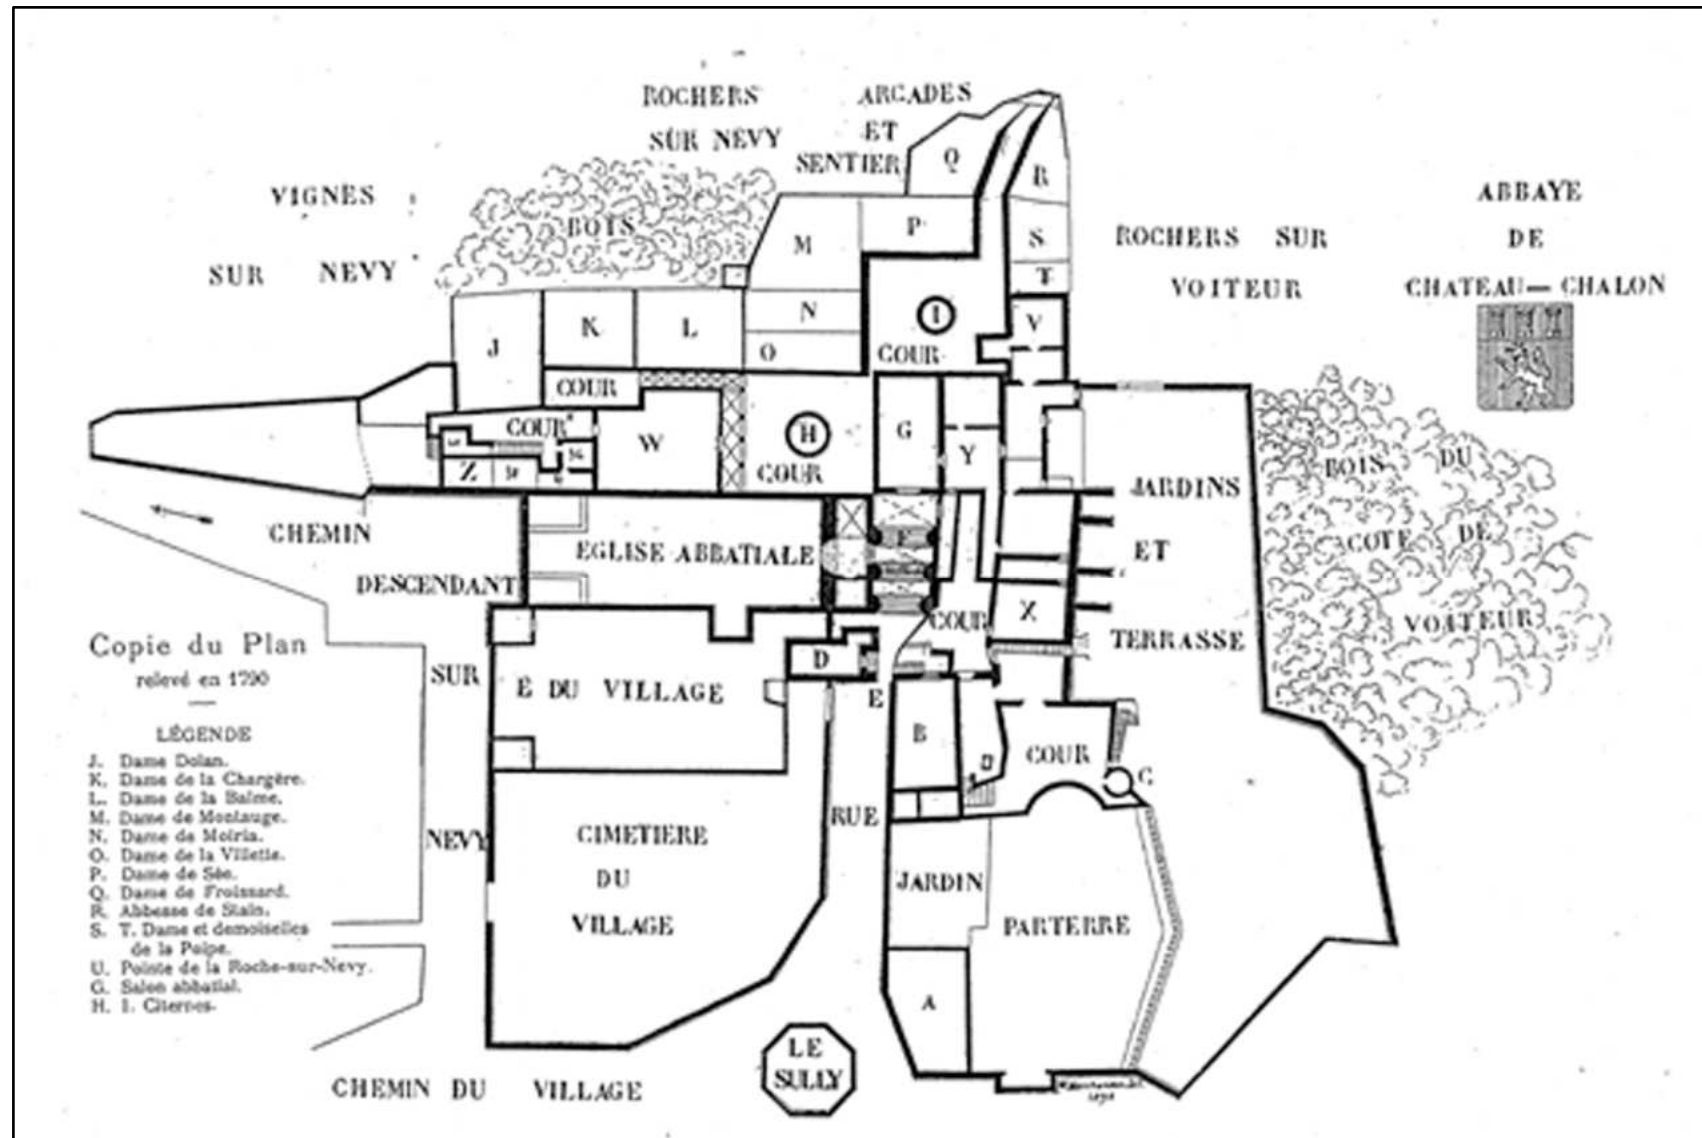 ROCHERS
SUR NEVY
ARCADES
ET
SENTIER
VIGNES
SUR NEVY
BOIS
ROCHERS SUR
VOITEUR
ABBAYE
DE
CHATEAU—CHALON
Q
R
P
M
S
T
N
I
V
K
L
J
O
COUR
COUR
COUR
W
H
COUR
G
Y
Z
BOIS DU
COTE DE
VOITEUR
JARDINS
ET
TERRASSE
CHEMIN
DESCENDANT
SUR
NEVY
EGLISE ABBATIALE
F
COUR
X
D
E DU VILLAGE
E
B
COUR
C
RUE
CIMETIERE
DU
VILLAGE
JARDIN
PARTERRE
A
LE
SULLY
CHEMIN DU VILLAGE
Copie du Plan
relevé en 1790
LÉGENDE
J. Dame Dolan.
K. Dame de la Chargère.
L. Dame de la Balme.
M. Dame de Montauge.
N. Dame de Moiria.
O. Dame de la Villette.
P. Dame de Sée.
Q. Dame de Froissard.
R. Abbesse de Stain.
S. T. Dame et demoiselles
de la Poipe.
U. Pointe de la Roche-sur-Nevy.
G. Salon abbatial.
H. I. Citernes.